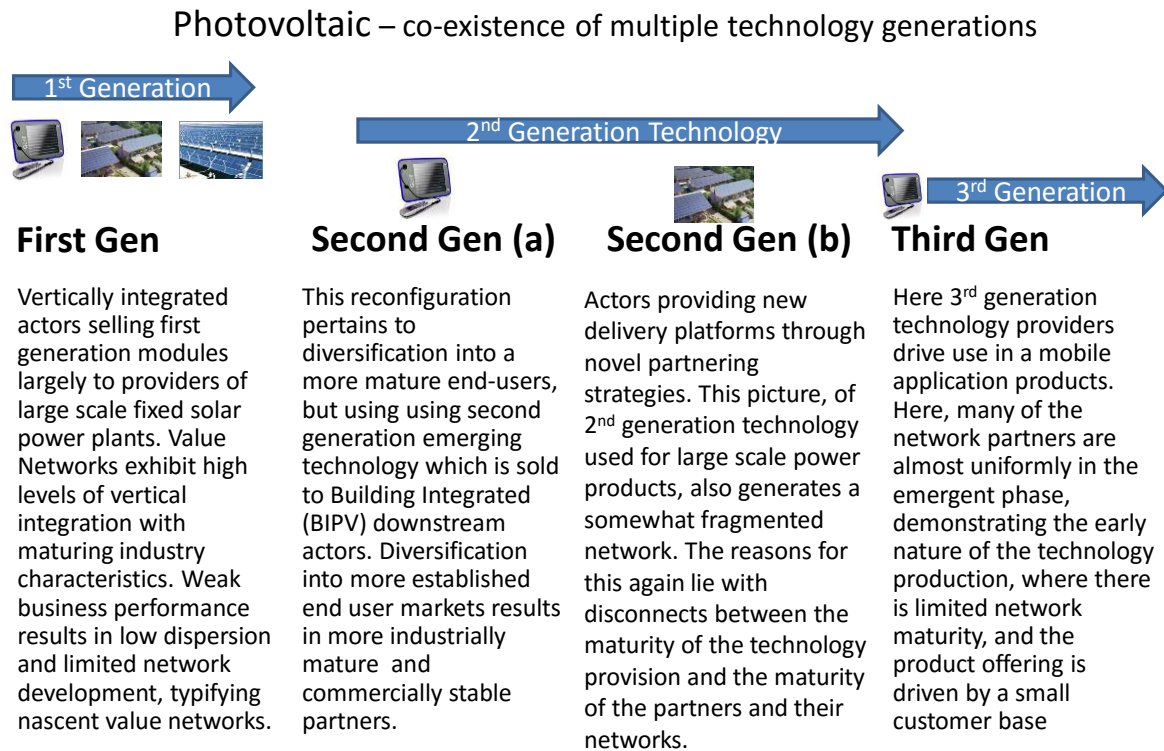 Photovoltaic – co-existence of multiple technology generations
1st Generation
2nd Generation Technology
3rd Generation
First Gen
Vertically integrated
actors selling first
generation modules
largely to providers of
large scale fixed solar
power plants. Value
Networks exhibit high
levels of vertical
integration with
maturing industry
characteristics. Weak
business performance
results in low dispersion
and limited network
development, typifying
nascent value networks.
Second Gen (a)
This reconfiguration
pertains to
diversification into a
more mature end-users,
but using using second
generation emerging
technology which is sold
to Building Integrated
(BIPV) downstream
actors. Diversification
into more established
end user markets results
in more industrially
mature and
commercially stable
partners.
Second Gen (b)
Actors providing new
delivery platforms through
novel partnering
strategies. This picture, of
2nd generation technology
used for large scale power
products, also generates a
somewhat fragmented
network. The reasons for
this again lie with
disconnects between the
maturity of the technology
provision and the maturity
of the partners and their
networks.
Third Gen
Here 3rd generation
technology providers
drive use in a mobile
application products.
Here, many of the
network partners are
almost uniformly in the
emergent phase,
demonstrating the early
nature of the technology
production, where there
is limited network
maturity, and the
product offering is
driven by a small
customer base